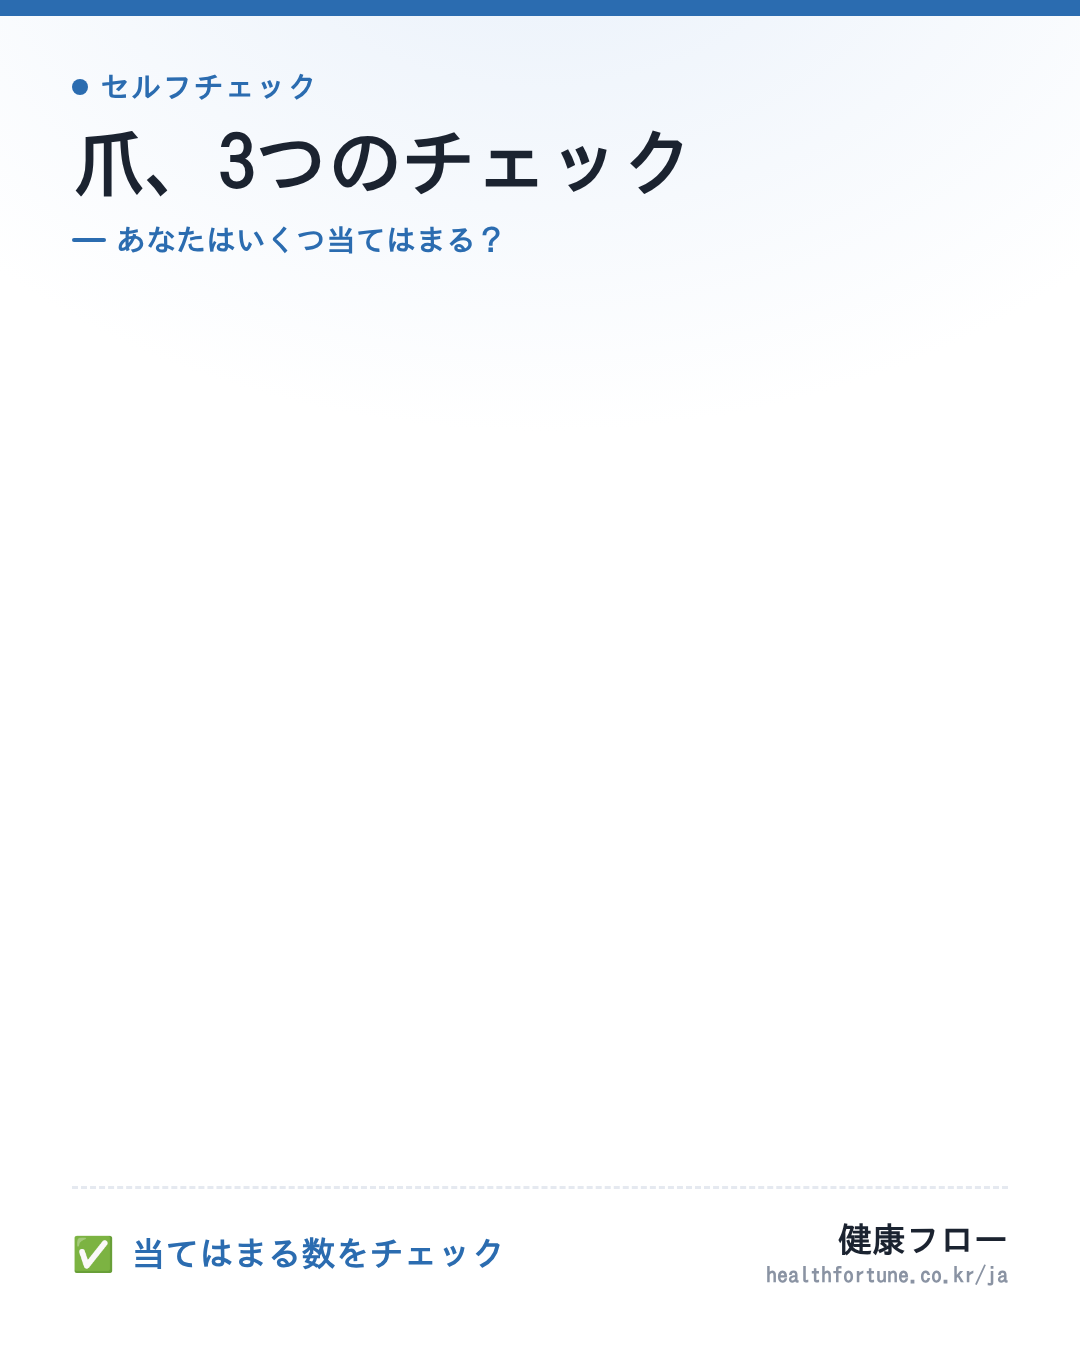 セルフチェック
爪、3つのチェック
— あなたはいくつ当てはまる？
✅ 当てはまる数をチェック
健康フロー
healthfortune.co.kr/ja